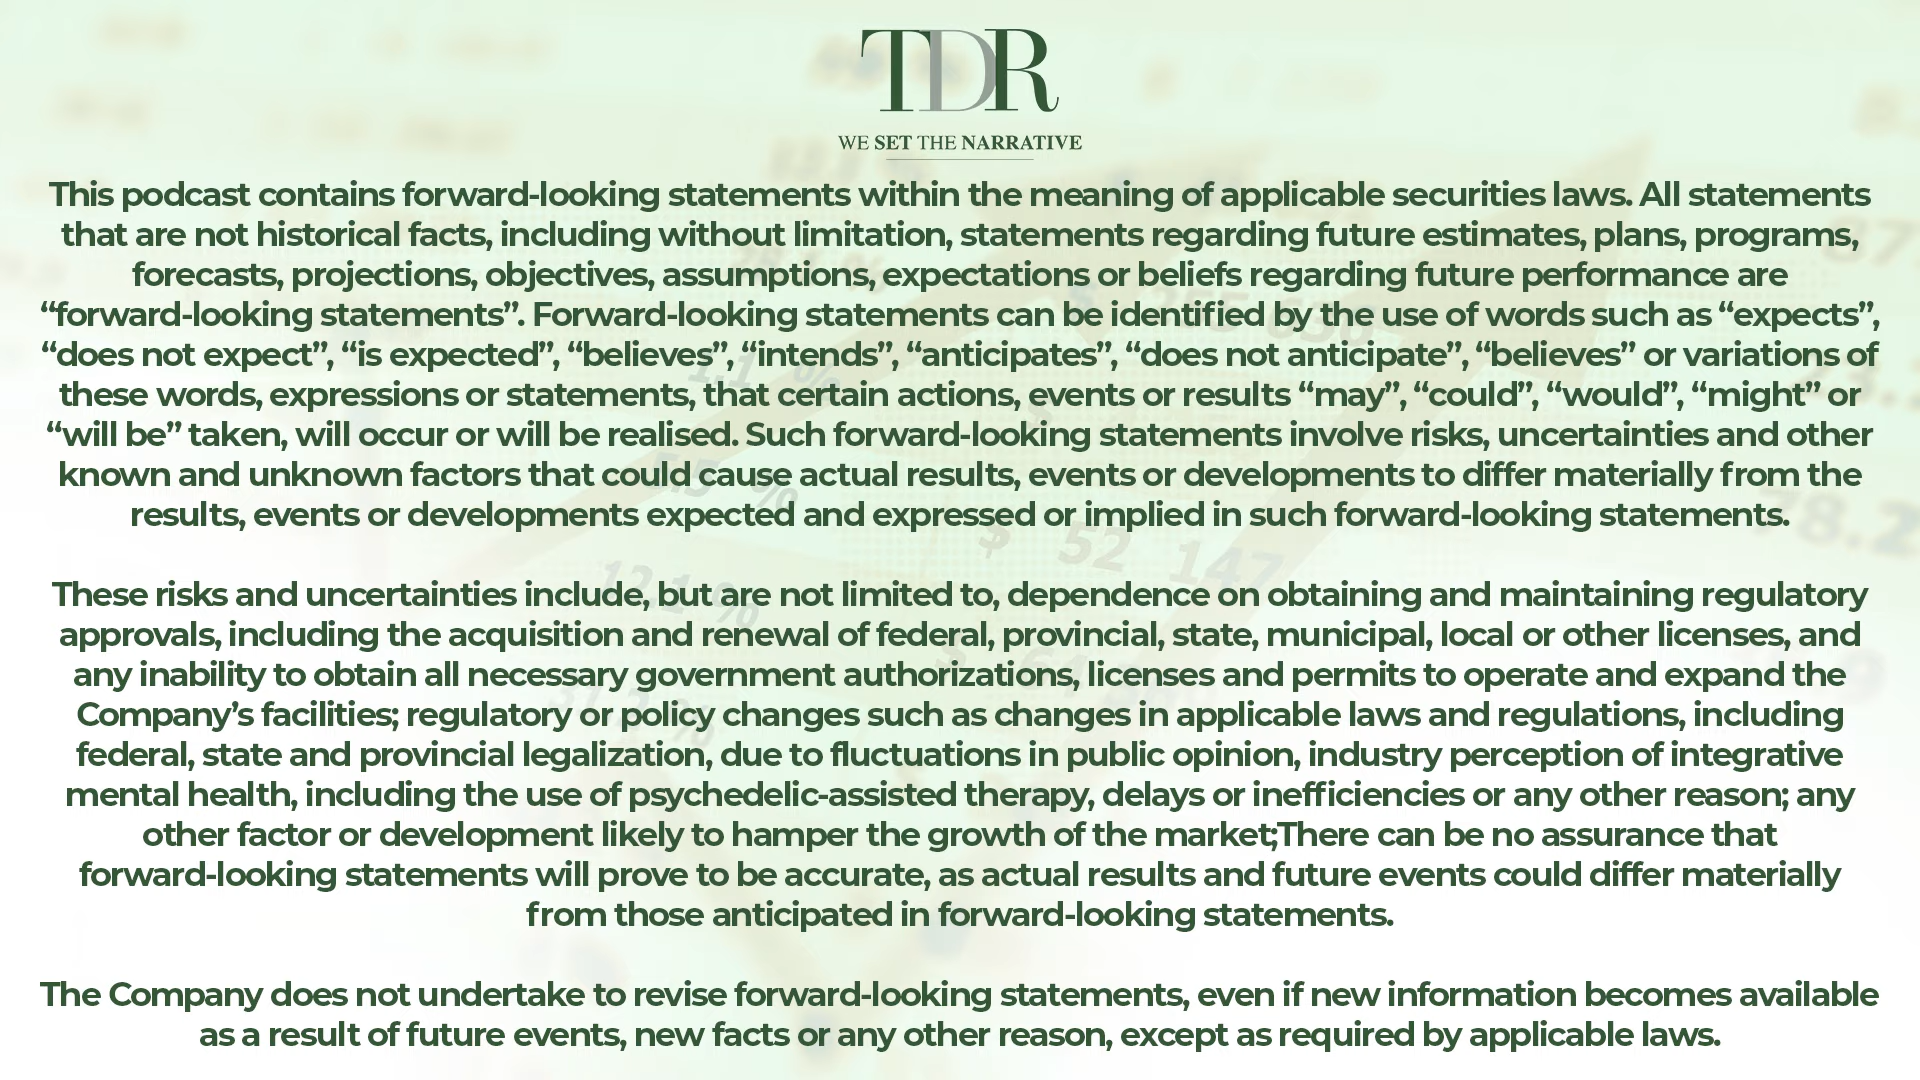 TDR
WE SET THE NARRATIVE
This podcast contains forward-looking statements within the meaning of applicable securities laws. All statements
that are not historical facts, including without limitation, statements regarding future estimates, plans, programs,
forecasts, projections, objectives, assumptions, expectations or beliefs regarding future performance are
“forward-looking statements”. Forward-looking statements can be identified by the use of words such as “expects”,
“does not expect”, “is expected”, “believes”, “intends”, “anticipates”, “does not anticipate”, “believes” or variations of
these words, expressions or statements, that certain actions, events or results “may”, “could”, “would”, “might” or
“will be” taken, will occur or will be realised. Such forward-looking statements involve risks, uncertainties and other
known and unknown factors that could cause actual results, events or developments to differ materially from the
results, events or developments expected and expressed or implied in such forward-looking statements.
These risks and uncertainties include, but are not limited to, dependence on obtaining and maintaining regulatory
approvals, including the acquisition and renewal of federal, provincial, state, municipal, local or other licenses, and
any inability to obtain all necessary government authorizations, licenses and permits to operate and expand the
Company’s facilities; regulatory or policy changes such as changes in applicable laws and regulations, including
federal, state and provincial legalization, due to fluctuations in public opinion, industry perception of integrative
mental health, including the use of psychedelic-assisted therapy, delays or inefficiencies or any other reason; any
other factor or development likely to hamper the growth of the market;There can be no assurance that
forward-looking statements will prove to be accurate, as actual results and future events could differ materially
from those anticipated in forward-looking statements.
The Company does not undertake to revise forward-looking statements, even if new information becomes available
as a result of future events, new facts or any other reason, except as required by applicable laws.
1.1 %
5.5 %
12.1 %
$ 52 147
78.2